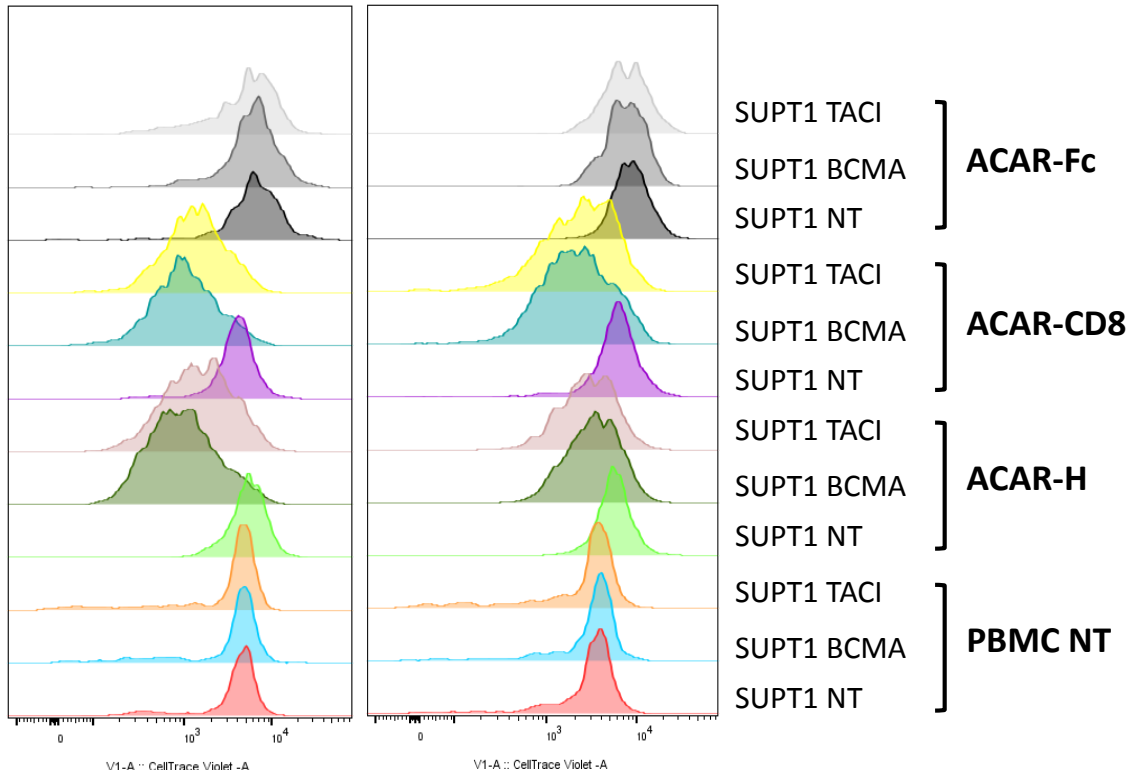 SUPT1 TACI
SUPT1 BCMA
SUPT1 NT
ACAR-Fc
SUPT1 TACI
SUPT1 BCMA
SUPT1 NT
ACAR-CD8
SUPT1 TACI
SUPT1 BCMA
SUPT1 NT
ACAR-H
SUPT1 TACI
SUPT1 BCMA
SUPT1 NT
PBMC NT
0 10³ 10⁴
V1-A :: CellTrace Violet -A
0 10³ 10⁴
V1-A :: CellTrace Violet -A